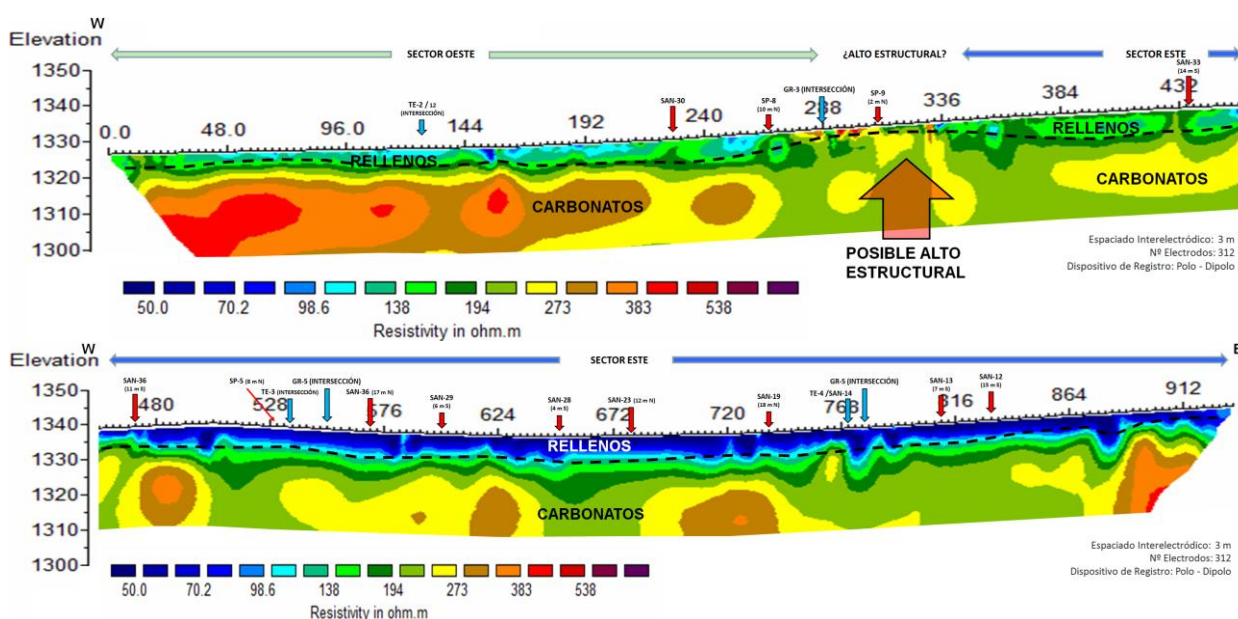 W
Elevation
SECTOR OESTE
¿ALTO ESTRUCTURAL?
SECTOR ESTE
1350
SAN-33
(14 m S)
TE-2 / 12
(INTERSECCIÓN)
SAN-30
SP-8
(10 m N)
GR-3 (INTERSECCIÓN)
SP-9
(2 m N)
1340
0.0 48.0 96.0 144 192 240 288 336 384 432
1330
RELLENOS
RELLENOS
1320
CARBONATOS
CARBONATOS
1310
1300
POSIBLE ALTO
ESTRUCTURAL
Espaciado Interelectródico: 3 m
Nº Electrodos: 312
Dispositivo de Registro: Polo - Dipolo
50.0 70.2 98.6 138 194 273 383 538
Resistivity in ohm.m
Elevation
W
SECTOR ESTE
E
1350
SAN-36
(11 m S)
SP-5 (8 m N)
TE-3 (INTERSECCIÓN)
GR-5 (INTERSECCIÓN)
SAN-36 (17 m N)
SAN-29
(6 m S)
SAN-28
(4 m S)
SAN-23 (12 m N)
SAN-19
(18 m N)
TE-4 /SAN-14
GR-5 (INTERSECCIÓN)
SAN-13
(7 m S)
SAN-12
(15 m S)
480 528 576 624 672 720 768 816 864 912
1340
RELLENOS
1330
1320
CARBONATOS
1310
1300
Espaciado Interelectródico: 3 m
Nº Electrodos: 312
Dispositivo de Registro: Polo - Dipolo
50.0 70.2 98.6 138 194 273 383 538
Resistivity in ohm.m